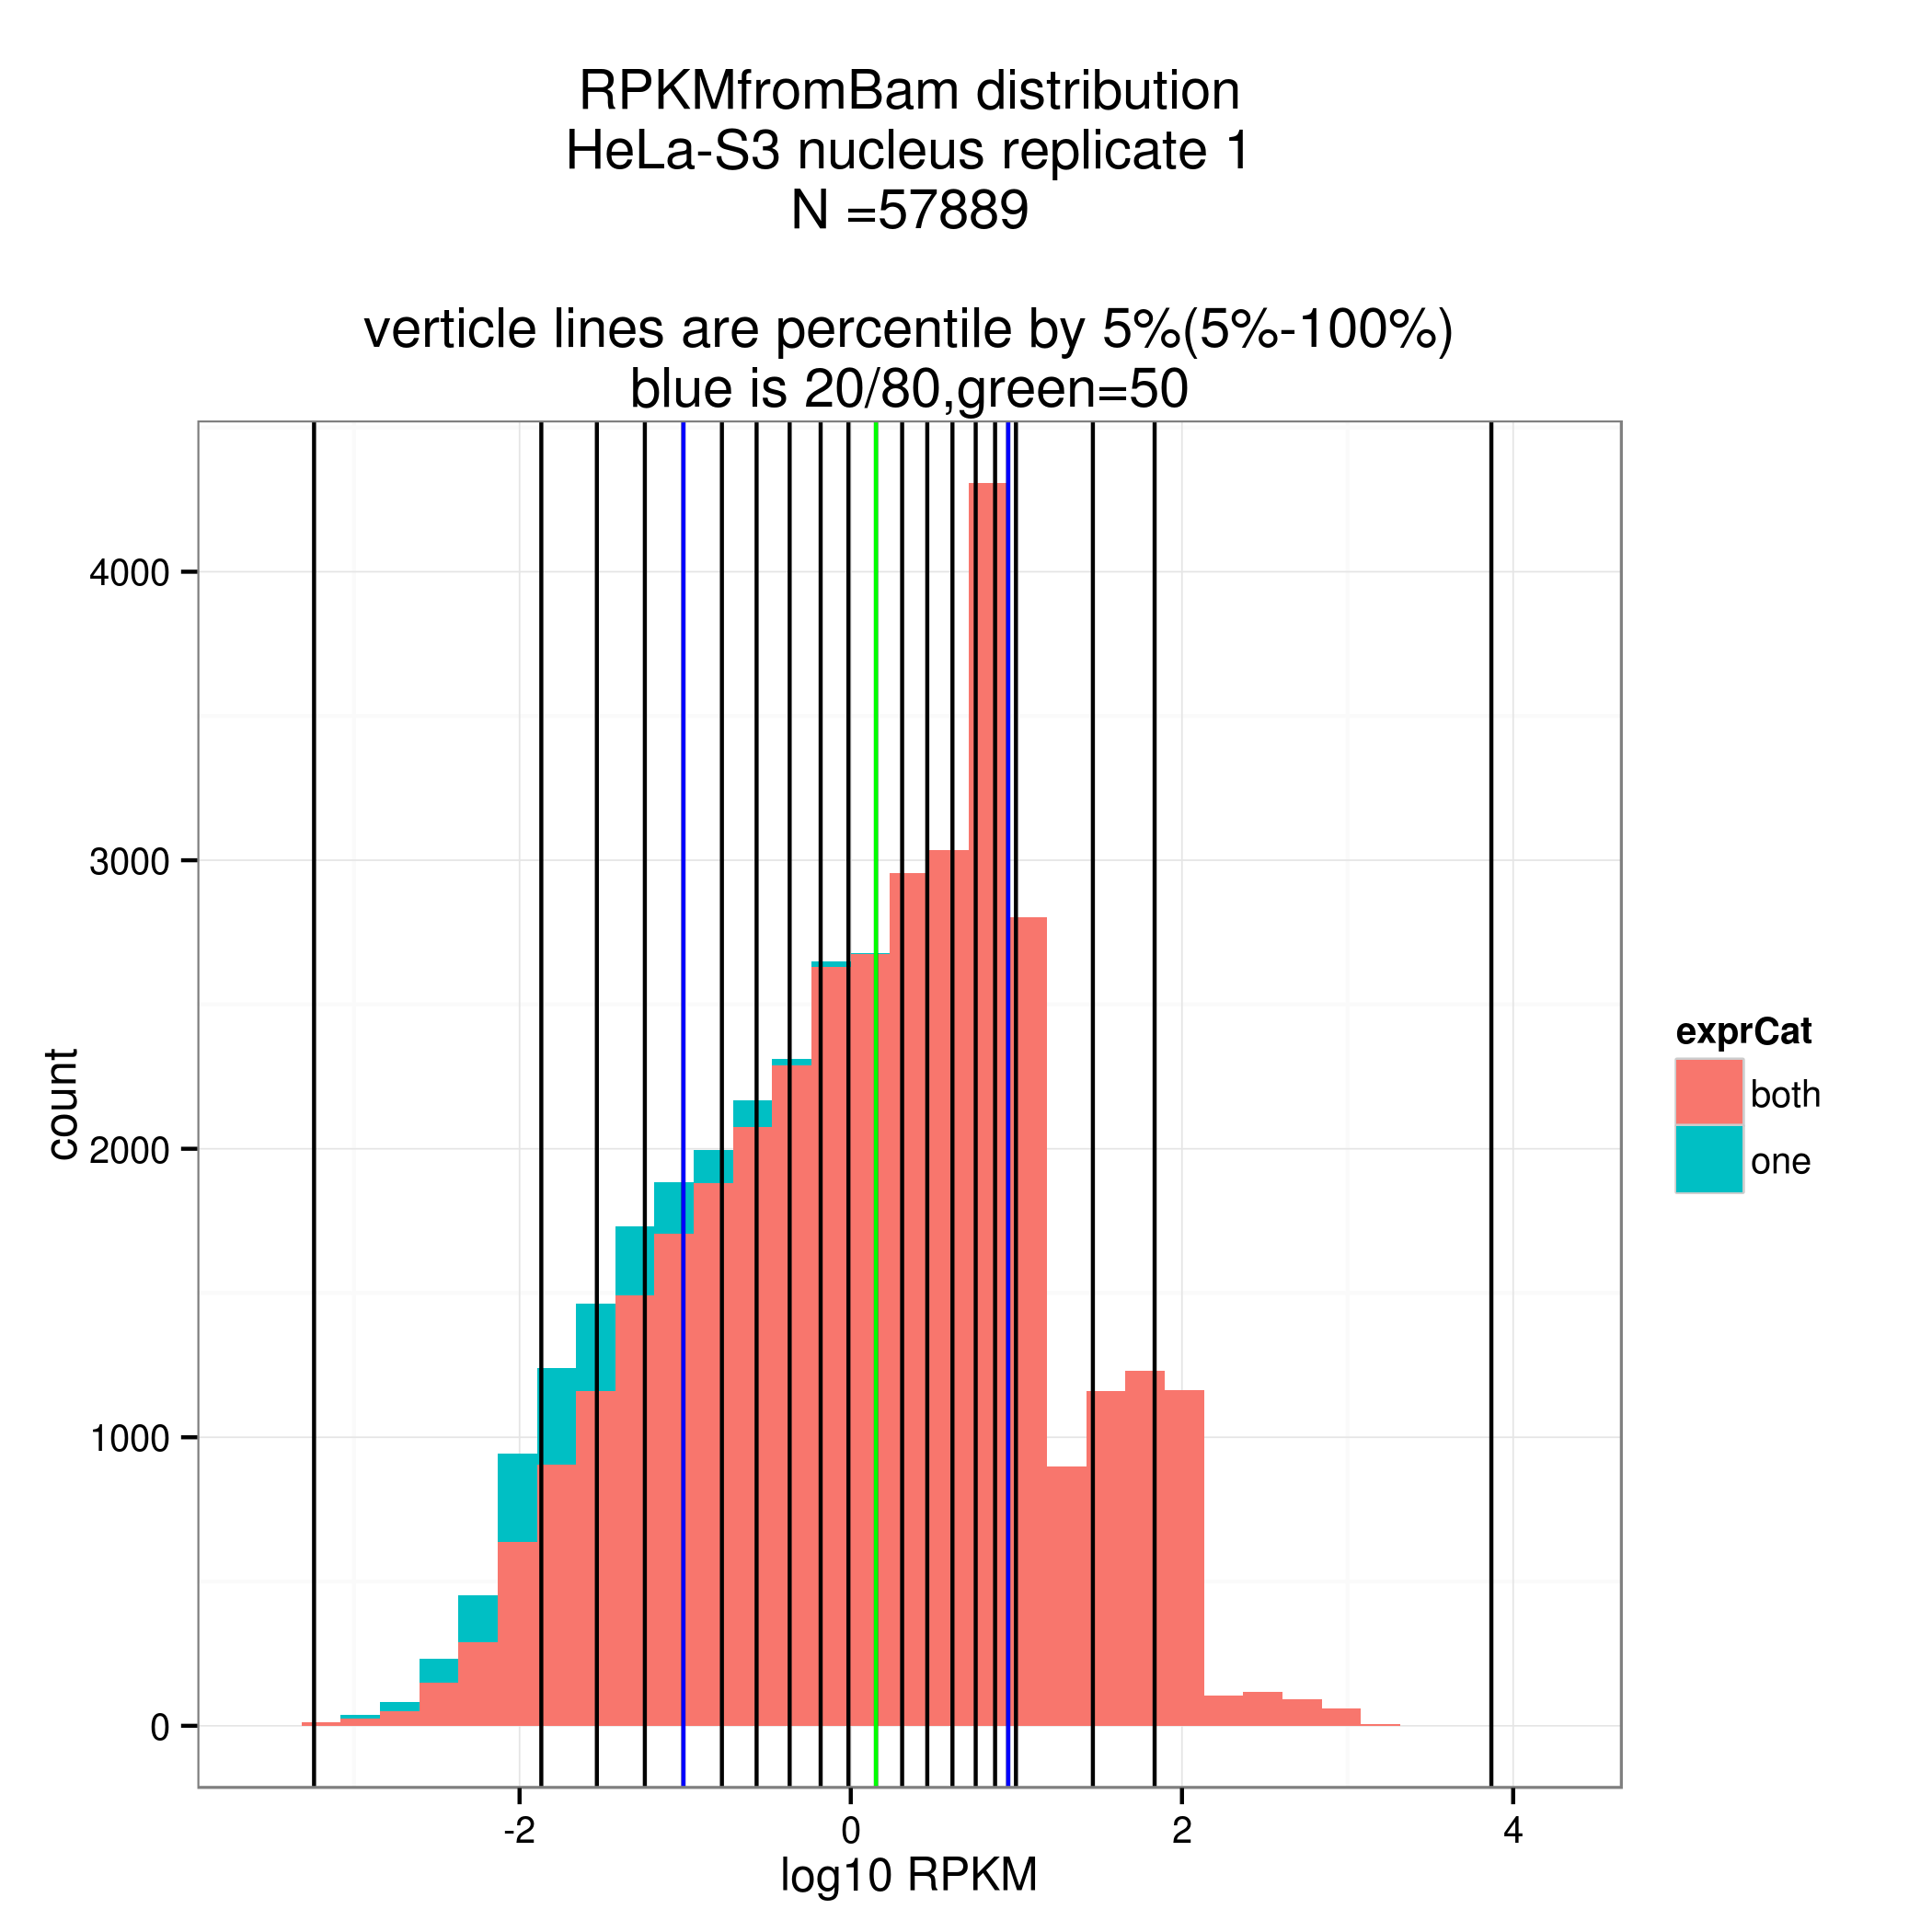 RPKMfromBam distribution
HeLa-S3 nucleus replicate 1
N =57889
verticle lines are percentile by 5%(5%-100%)
blue is 20/80,green=50
4000
3000
2000
1000
0
count
-2
0
2
4
log10 RPKM
exprCat
both
one